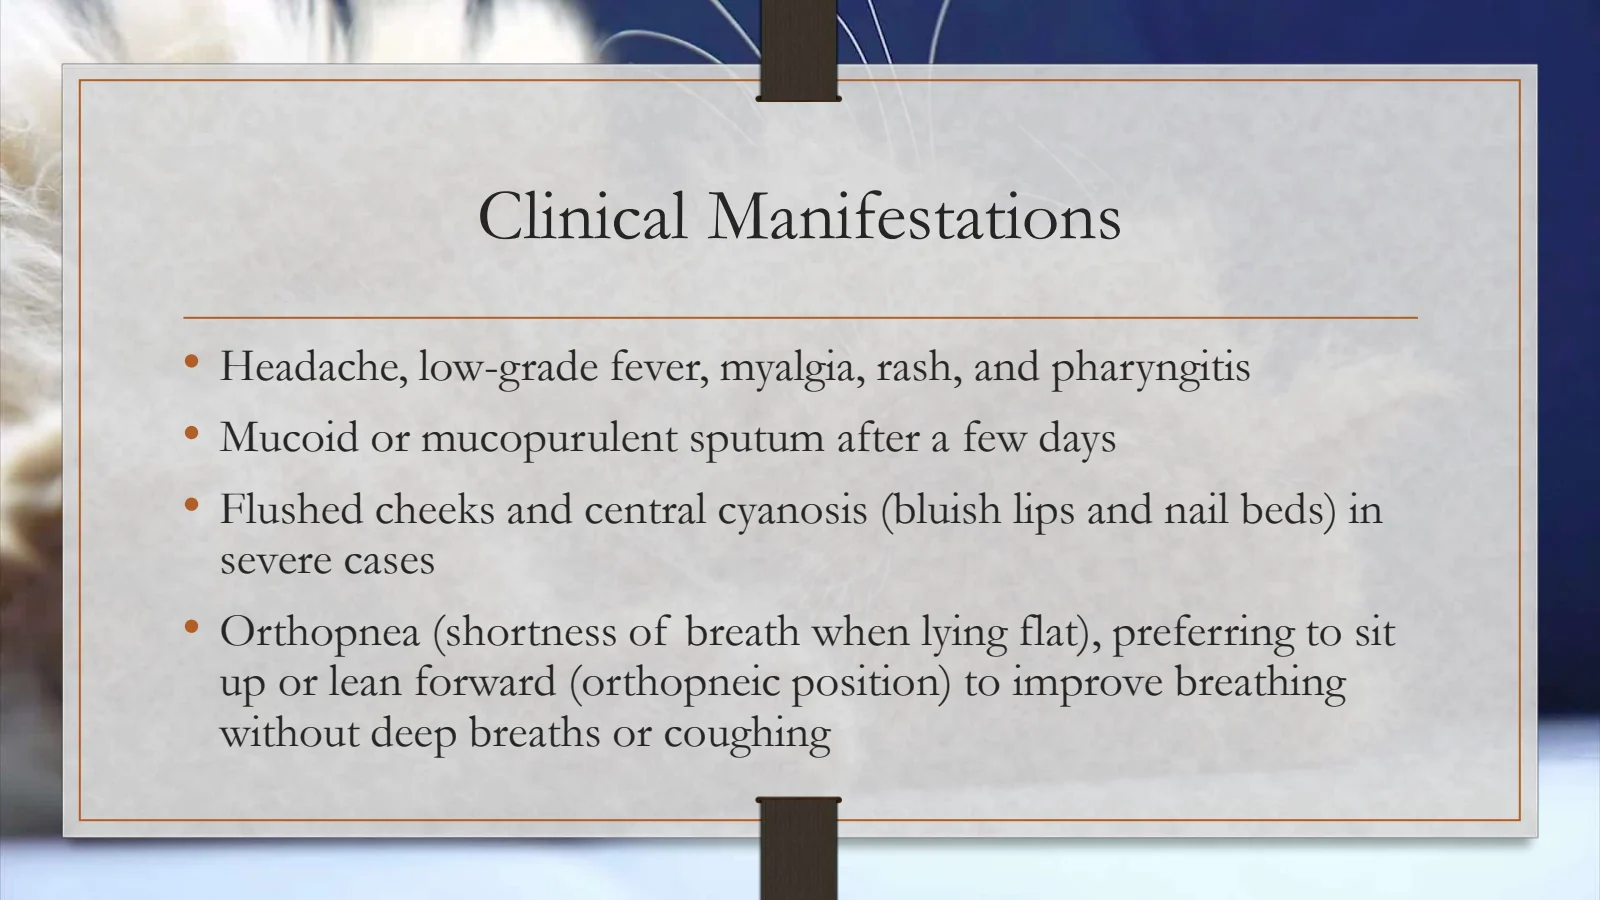 Clinical Manifestations
• Headache, low-grade fever, myalgia, rash, and pharyngitis
• Mucoid or mucopurulent sputum after a few days
• Flushed cheeks and central cyanosis (bluish lips and nail beds) in
severe cases
• Orthopnea (shortness of breath when lying flat), preferring to sit
up or lean forward (orthopneic position) to improve breathing
without deep breaths or coughing